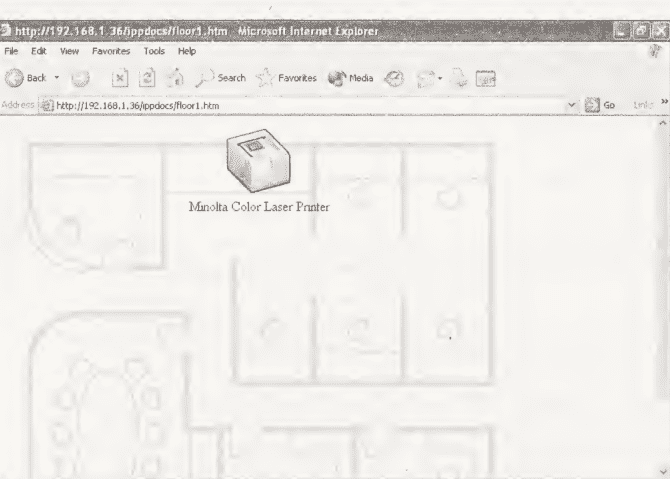 http://192.168.1.36/ippdocs/floor1.htm Microsoft Internet Explorer
File Edit View Favorites Tools Help
Back Search Favorites Media
Address http://192.168.1.36/ippdocs/floor1.htm Go Links »
Minolta Color Laser Printer